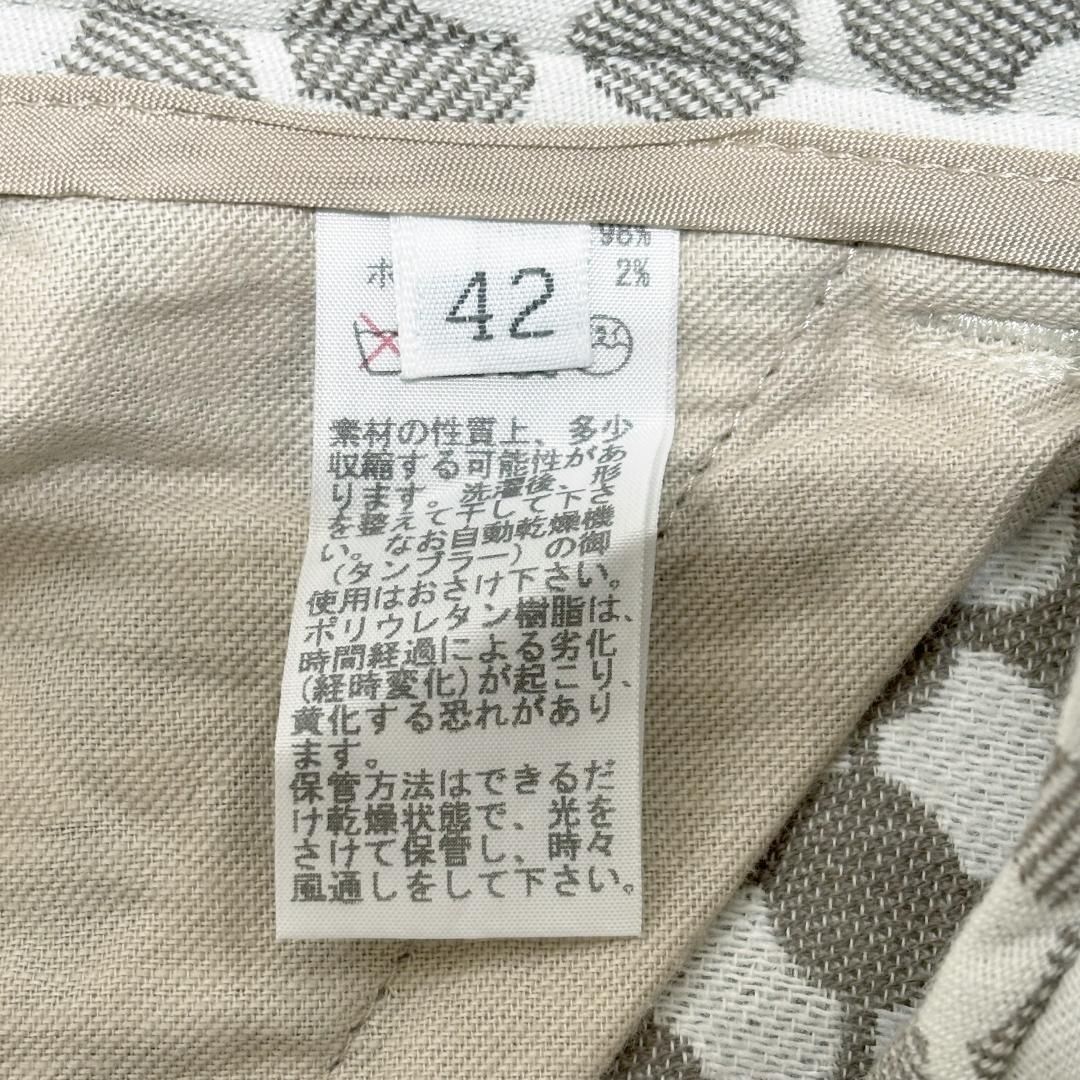 98%
ポ 2%
42
素材の性質上、多少
収縮する可能性があ
ります。洗濯後、形
を整えて干して下さ
い。なお自動乾燥機
(タンブラー)の御
使用はおさけ下さい。
ポリウレタン樹脂は、
時間経過による劣化
(経時変化)が起こり、
黄化する恐れがあり
ます。
保管方法はできるだ
け乾燥状態で、光を
さけて保管し、時々
風通しをして下さい。